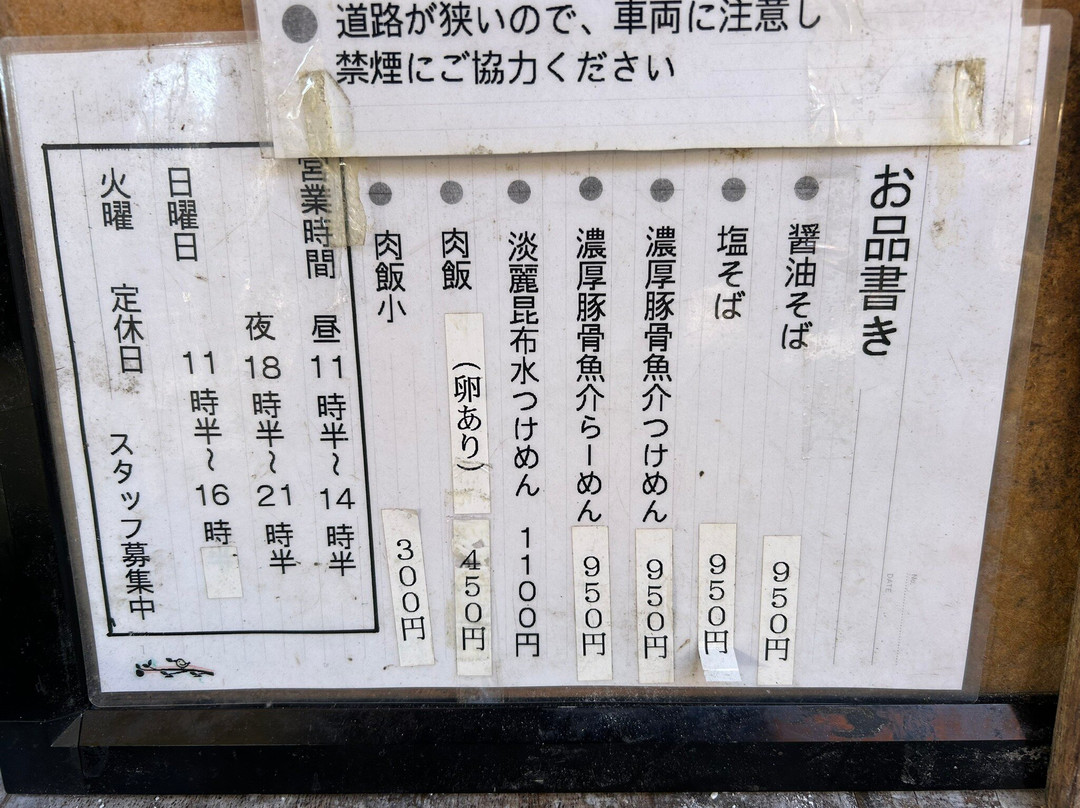 ●道路が狭いので、車両に注意し
禁煙にご協力ください
お品書き
●醤油そば 950円
●塩そば 950円
●濃厚豚骨魚介つけめん 950円
●濃厚豚骨魚介らーめん 950円
●淡麗昆布水つけめん 1100円
●肉飯 (卵あり) 450円
●肉飯小 300円
営業時間
昼 11時半~14時半
夜 18時半~21時半
日曜日 11時半~16時
火曜 定休日 スタッフ募集中
No.
DATE